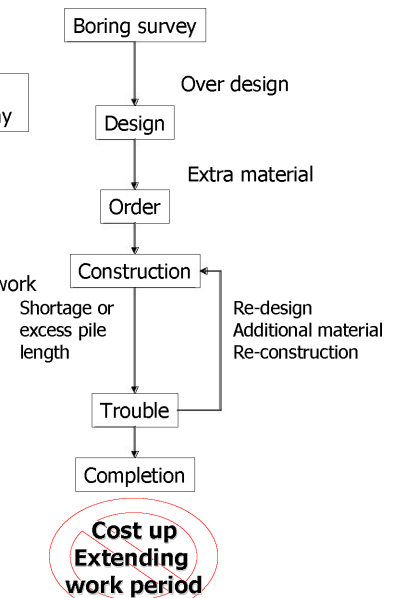 Boring survey
Over design
Design
Extra material
Order
Construction
Shortage or
excess pile
length
Re-design
Additional material
Re-construction
Trouble
Completion
Cost up
Extending
work period